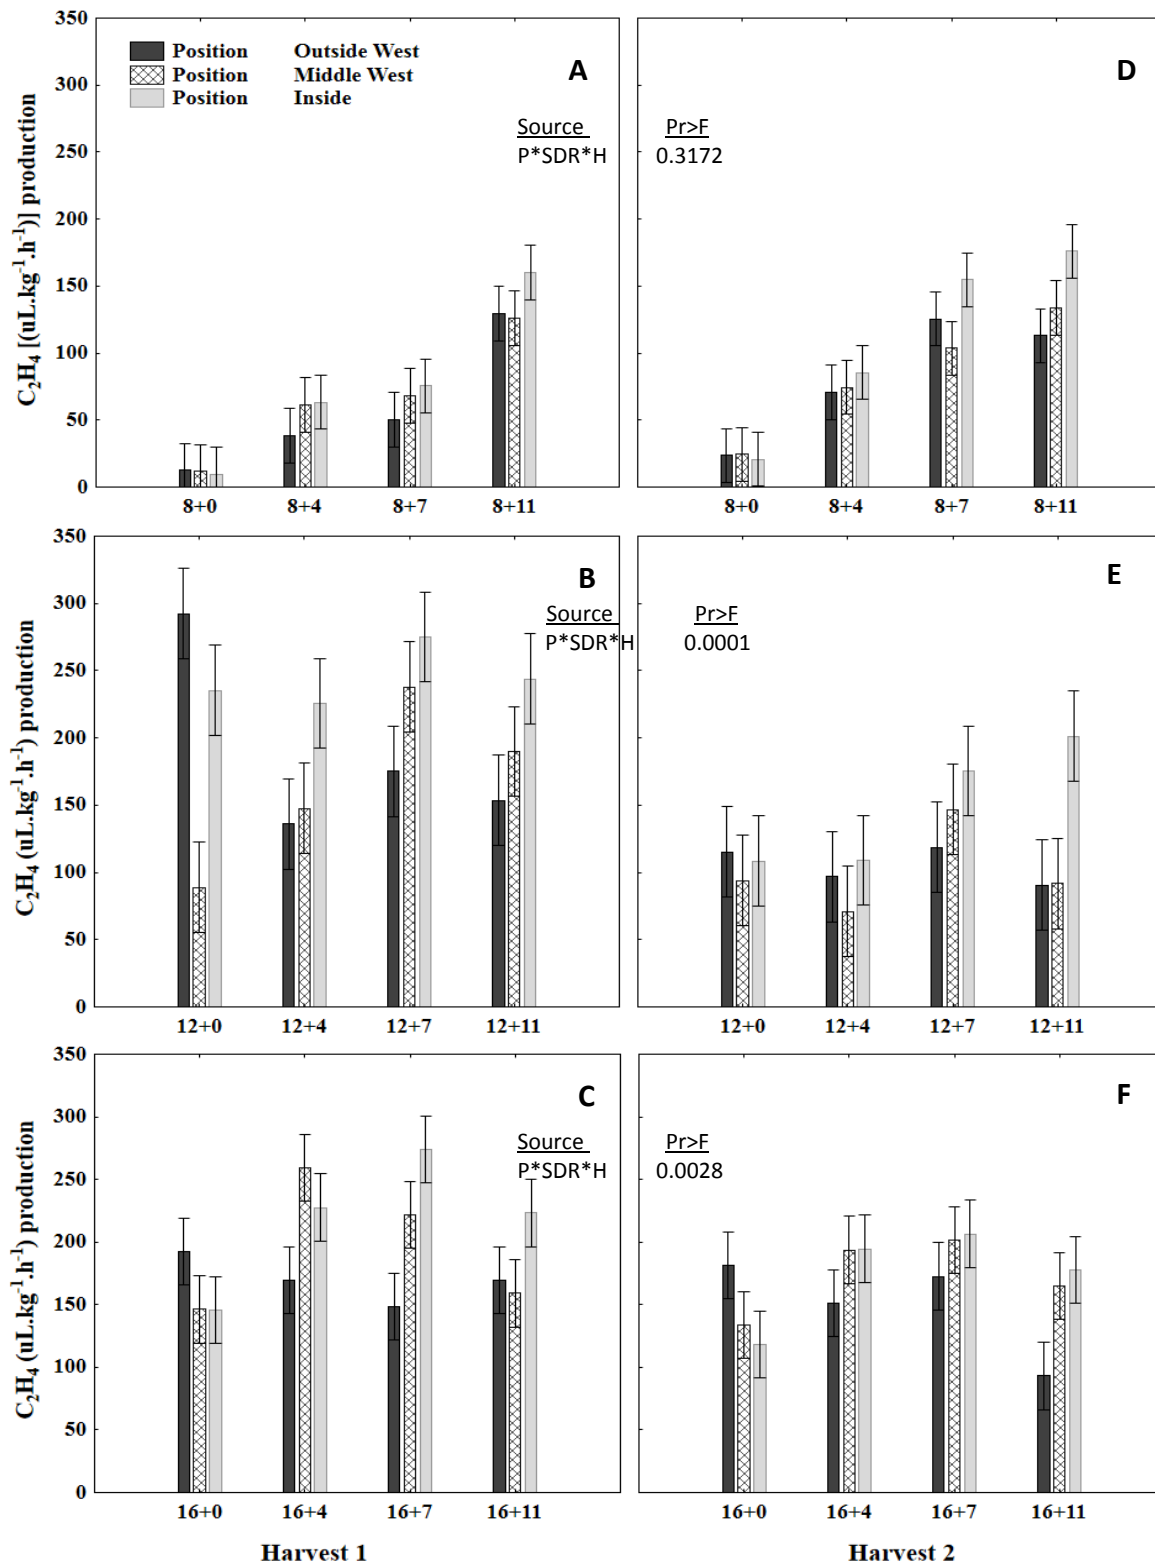 350
300
250
200
150
100
50
0
C₂H₄ [(uL.kg⁻¹.h⁻¹)] production
Position Outside West
Position Middle West
Position Inside
A
D
Source Pr>F
P*SDR*H 0.3172
8+0 8+4 8+7 8+11
8+0 8+4 8+7 8+11
350
300
250
200
150
100
50
0
C₂H₄ (uL.kg⁻¹.h⁻¹) production
B
E
Source Pr>F
P*SDR*H 0.0001
12+0 12+4 12+7 12+11
12+0 12+4 12+7 12+11
350
300
250
200
150
100
50
0
C₂H₄ (uL.kg⁻¹.h⁻¹) production
C
F
Source Pr>F
P*SDR*H 0.0028
16+0 16+4 16+7 16+11
16+0 16+4 16+7 16+11
Harvest 1
Harvest 2